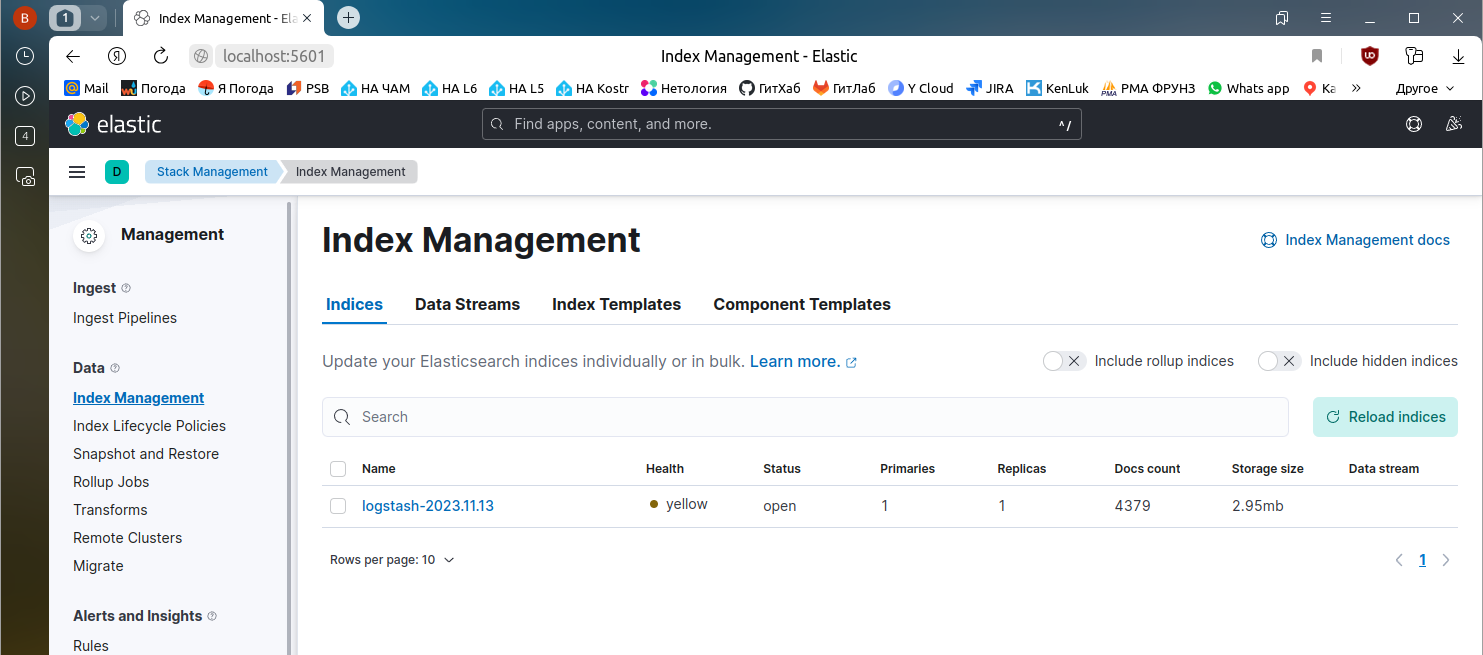 B
1
Index Management - Ela
Я
localhost:5601
Index Management - Elastic
Mail
Погода
Я Погода
PSB
НА ЧАМ
НА L6
НА L5
НА Kostr
Нетология
ГитХаб
ГитЛаб
Y Cloud
JIRA
KenLuk
РМА ФРУНЗ
Whats app
Ка
»
Другое
4
elastic
Find apps, content, and more.
^/
D
Stack Management
Index Management
Management
Ingest
Ingest Pipelines
Data
Index Management
Index Lifecycle Policies
Snapshot and Restore
Rollup Jobs
Transforms
Remote Clusters
Migrate
Alerts and Insights
Rules
Index Management
Index Management docs
Indices
Data Streams
Index Templates
Component Templates
Update your Elasticsearch indices individually or in bulk. Learn more.
Include rollup indices
Include hidden indices
Search
Reload indices
Name Health Status Primaries Replicas Docs count Storage size Data stream
logstash-2023.11.13 yellow open 1 1 4379 2.95mb
Rows per page: 10
1